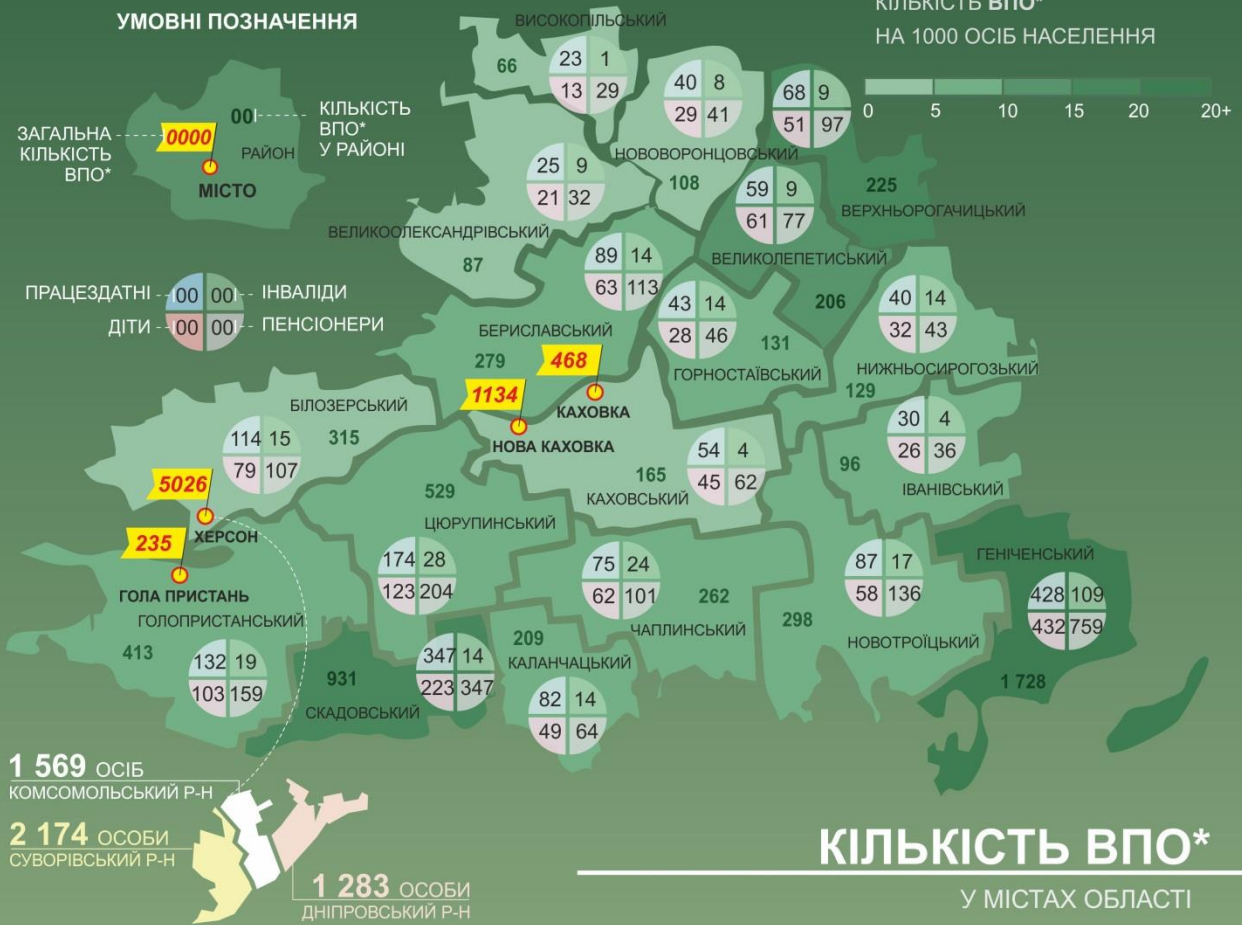 УМОВНІ ПОЗНАЧЕННЯ
ЗАГАЛЬНА
КІЛЬКІСТЬ
ВПО*
0000
00
РАЙОН
МІСТО
КІЛЬКІСТЬ
ВПО*
У РАЙОНІ
ПРАЦЕЗДАТНІ 00 00 ІНВАЛІДИ
ДІТИ 00 00 ПЕНСІОНЕРИ
КІЛЬКІСТЬ ВПО*
НА 1000 ОСІБ НАСЕЛЕННЯ
0 5 10 15 20 20+
ВИСОКОПІЛЬСЬКИЙ
66
23 1
13 29
40 8
29 41
НОВОВОРОНЦОВСЬКИЙ
108
68 9
51 97
225
ВЕРХНЬОРОГАЧИЦЬКИЙ
25 9
21 32
ВЕЛИКООЛЕКСАНДРІВСЬКИЙ
87
59 9
61 77
ВЕЛИКОЛЕПЕТИСЬКИЙ
206
89 14
63 113
БЕРИСЛАВСЬКИЙ
279
43 14
28 46
131
ГОРНОСТАЇВСЬКИЙ
40 14
32 43
НИЖНЬОСИРОГОЗЬКИЙ
129
468
КАХОВКА
1134
НОВА КАХОВКА
БІЛОЗЕРСЬКИЙ
315
114 15
79 107
54 4
45 62
165
КАХОВСЬКИЙ
30 4
26 36
96
ІВАНІВСЬКИЙ
5026
ХЕРСОН
235
ГОЛА ПРИСТАНЬ
ГОЛОПРИСТАНСЬКИЙ
413
132 19
103 159
529
ЦЮРУПИНСЬКИЙ
174 28
123 204
75 24
62 101
262
ЧАПЛИНСЬКИЙ
87 17
58 136
298
НОВОТРОЇЦЬКИЙ
ГЕНІЧЕНСЬКИЙ
428 109
432 759
1 728
931
СКАДОВСЬКИЙ
347 14
223 347
209
КАЛАНЧАЦЬКИЙ
82 14
49 64
1 569 ОСІБ
КОМСОМОЛЬСЬКИЙ Р-Н
2 174 ОСОБИ
СУВОРІВСЬКИЙ Р-Н
1 283 ОСОБИ
ДНІПРОВСЬКИЙ Р-Н
КІЛЬКІСТЬ ВПО*
У МІСТАХ ОБЛАСТІ